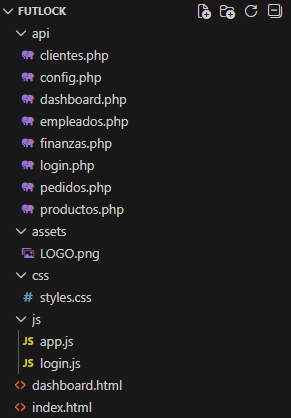 FUTLOCK
api
clientes.php
config.php
dashboard.php
empleados.php
finanzas.php
login.php
pedidos.php
productos.php
assets
LOGO.png
css
# styles.css
js
JS app.js
JS login.js
<> dashboard.html
<> index.html